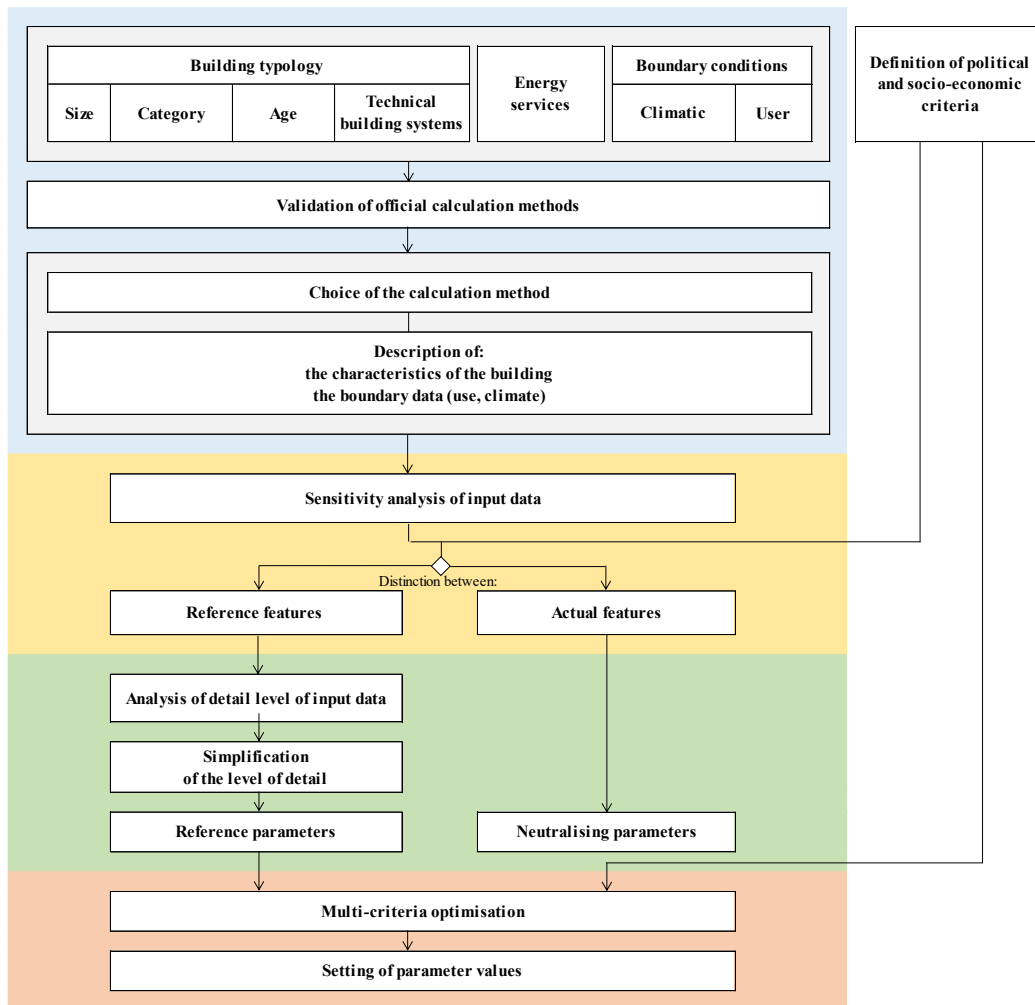 Building typology
Size
Category
Age
Technical
building systems
Energy
services
Boundary conditions
Climatic
User
Definition of political
and socio-economic
criteria
Validation of official calculation methods
Choice of the calculation method
Description of:
the characteristics of the building
the boundary data (use, climate)
Sensitivity analysis of input data
Distinction between:
Reference features
Actual features
Analysis of detail level of input data
Simplification
of the level of detail
Reference parameters
Neutralising parameters
Multi-criteria optimisation
Setting of parameter values